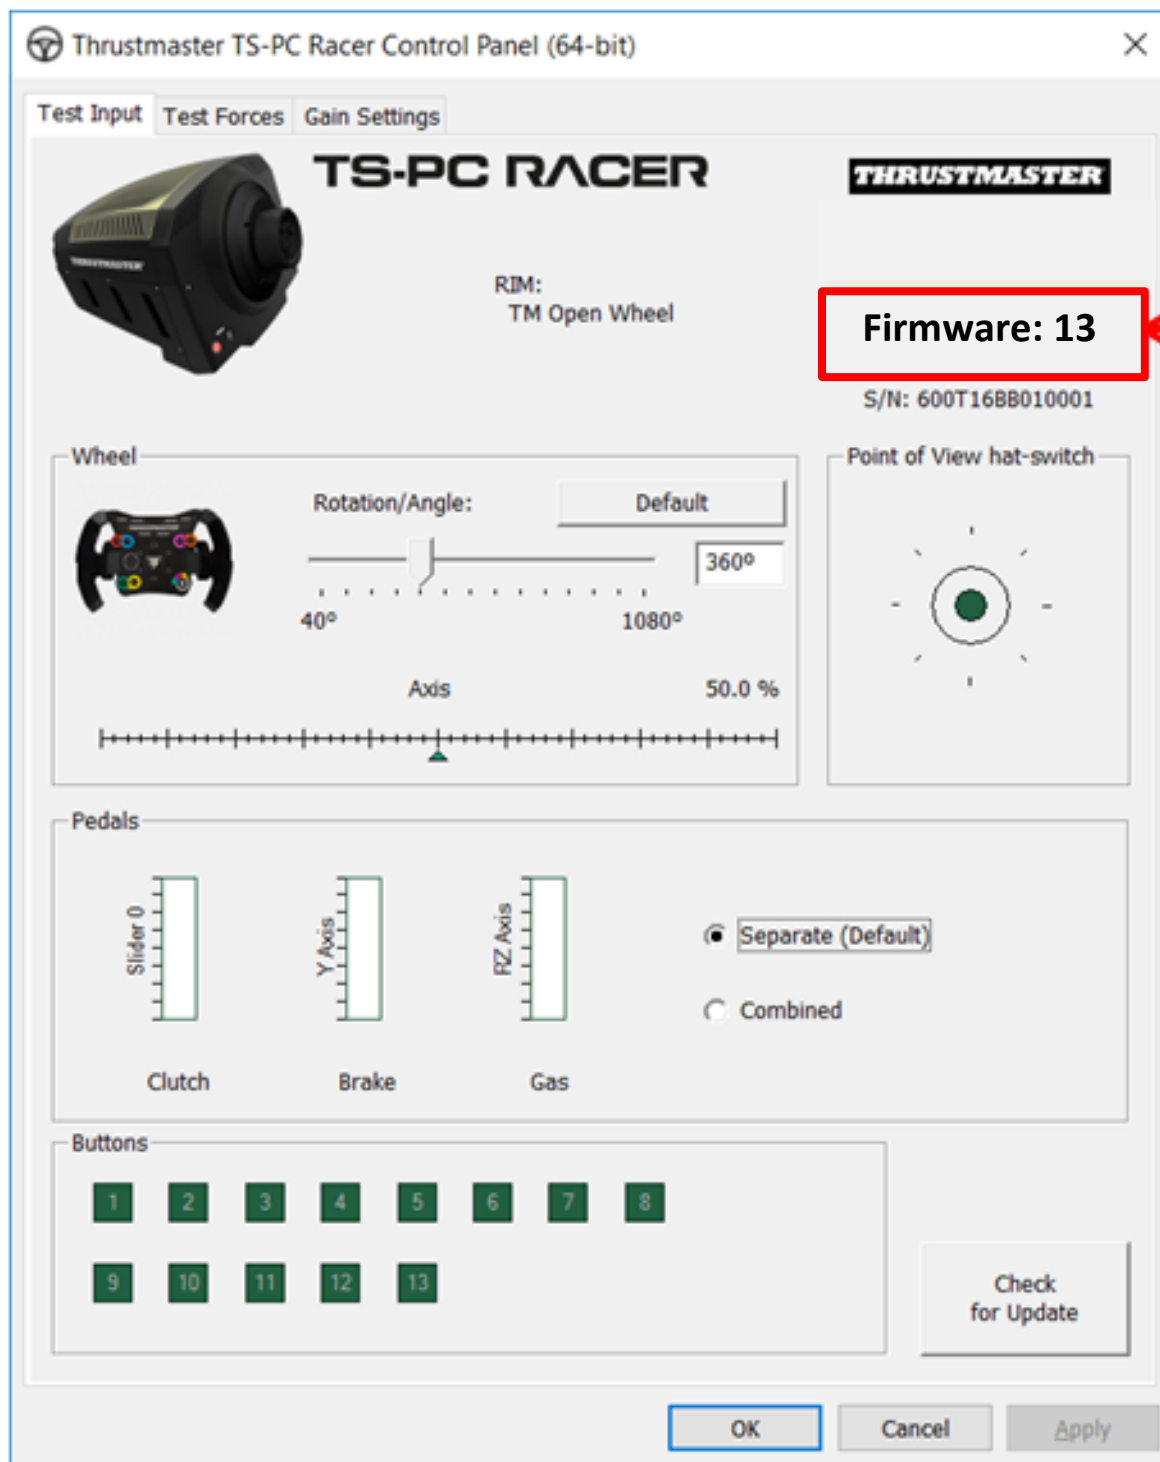 Thrustmaster TS-PC Racer Control Panel (64-bit)
Test Input Test Forces Gain Settings
TS-PC RACER
THRUSTMASTER
THRUSTMASTER
RIM:
TM Open Wheel
Firmware: 13
S/N: 600T16BB010001
Wheel
Rotation/Angle:
Default
360º
40º
1080º
Axis
50.0 %
Point of View hat-switch
Pedals
Slider 0
Y Axis
RZ Axis
Clutch
Brake
Gas
Separate (Default)
Combined
Buttons
1 2 3 4 5 6 7 8
9 10 11 12 13
Check
for Update
OK Cancel Apply